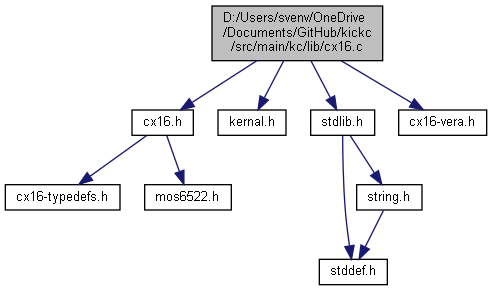 D:/Users/svenv/OneDrive
/Documents/GitHub/kickc
/src/main/kc/lib/cx16.c
cx16.h
kernal.h
stdlib.h
cx16-vera.h
cx16-typedefs.h
mos6522.h
string.h
stddef.h